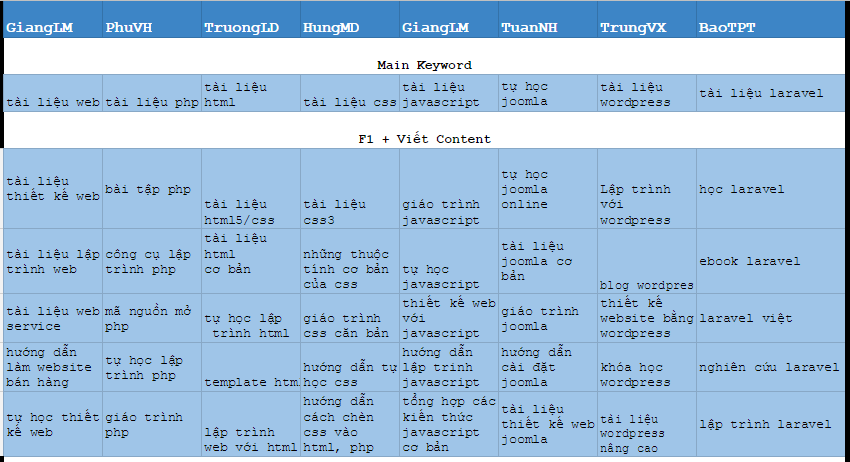 GiangLM PhuVH TruongLD HungMD GiangLM TuanNH TrungVX BaoTPT
Main Keyword
tài liệu web
tài liệu php
tài liệu
html
tài liệu css
tài liệu
javascript
tự học
joomla
tài liệu
wordpress
tài liệu laravel
F1 + Viết Content
tài liệu
thiết kế web
bài tập php
tài liệu
html5/css
tài liệu
css3
giáo trình
javascript
tự học
joomla
online
Lập trình
với
wordpress
học laravel
tài liệu lập
trình web
công cụ lập
trình php
tài liệu
html
cơ bản
những thuộc
tính cơ bản
của css
tự học
javascript
tài liệu
joomla cơ
bản
blog wordpres
ebook laravel
tài liệu web
service
mã nguồn mở
php
tự học lập
trình html
giáo trình
css căn bản
thiết kế web
với
javascript
giáo trình
joomla
thiết kế
website bằng
wordpress
laravel việt
hướng dẫn
làm website
bán hàng
tự học lập
trình php
template htm
hướng dẫn tự
học css
hướng dẫn
lập trình
javascript
hướng dẫn
cài đặt
joomla
khóa học
wordpress
nghiên cứu laravel
tự học thiết
kế web
giáo trình
php
lập trình
web với html
hướng dẫn
cách chèn
css vào
html, php
tổng hợp các
kiến thức
javascript
cơ bản
tài liệu
thiết kế web
joomla
tài liệu
wordpress
nâng cao
lập trình laravel